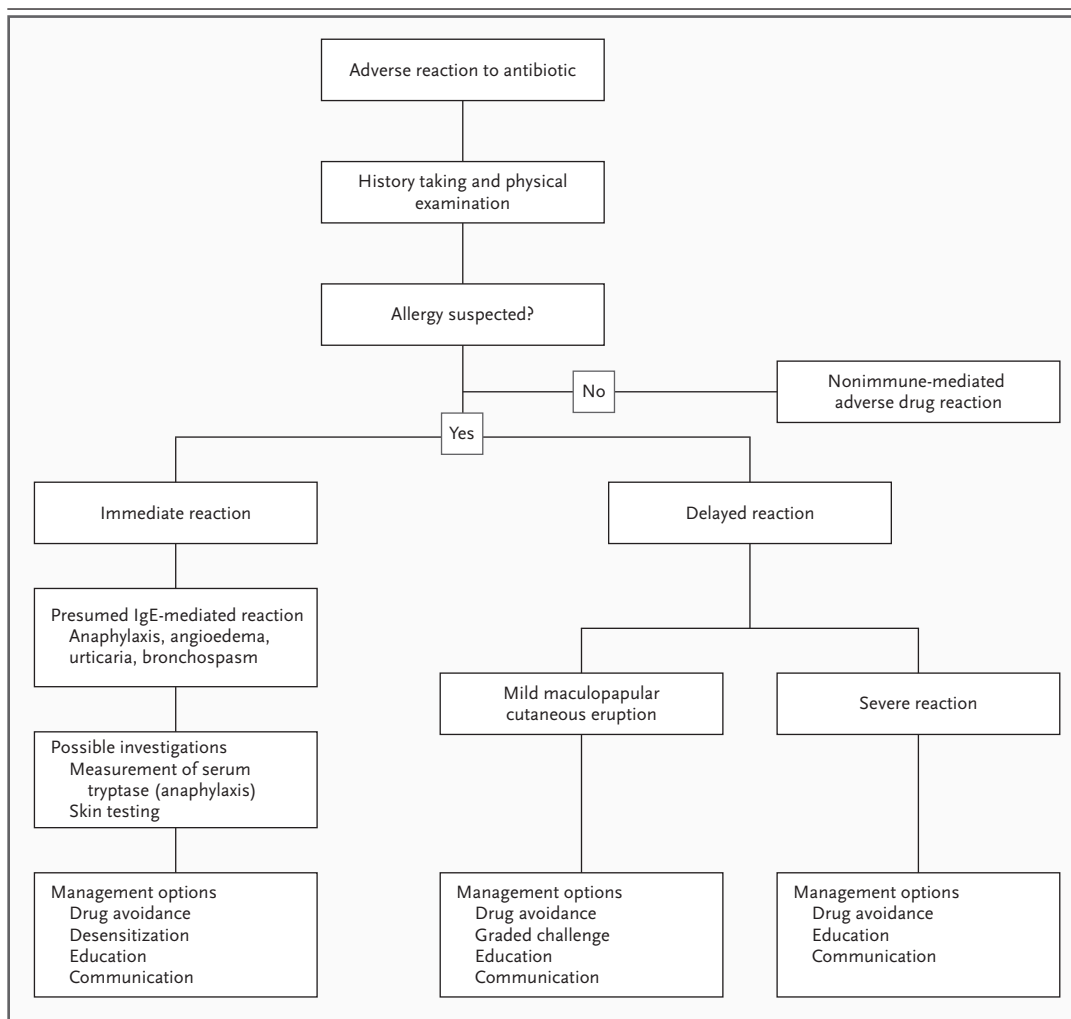 Adverse reaction to antibiotic
History taking and physical
examination
Allergy suspected?
No
Nonimmune-mediated
adverse drug reaction
Yes
Immediate reaction
Delayed reaction
Presumed IgE-mediated reaction
Anaphylaxis, angioedema,
urticaria, bronchospasm
Mild maculopapular
cutaneous eruption
Severe reaction
Possible investigations
Measurement of serum
tryptase (anaphylaxis)
Skin testing
Management options
Drug avoidance
Desensitization
Education
Communication
Management options
Drug avoidance
Graded challenge
Education
Communication
Management options
Drug avoidance
Education
Communication